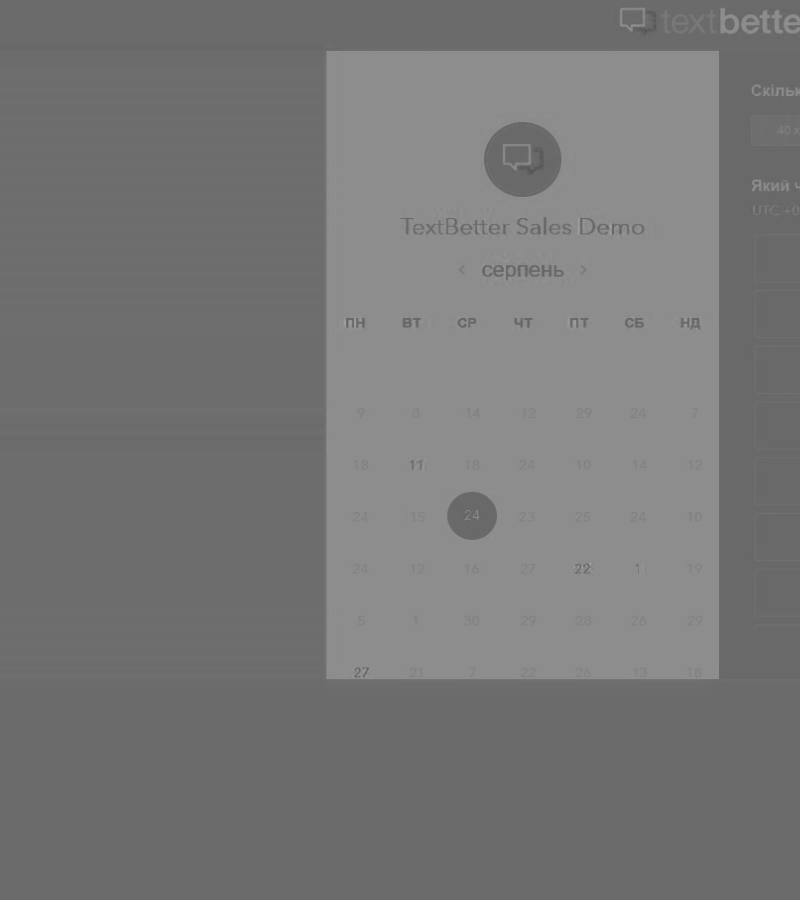 textbette
TextBetter Sales Demo
серпень
ПН ВТ СР ЧТ ПТ СБ НД
9 8 14 12 29 24 7
18 11 18 24 10 14 12
24 15 24 23 25 24 10
24 12 16 27 22 1 19
5 1 30 29 28 26 29
27 21 7 22 26 13 18
Скільк
40 х
Який ч
UTC +0